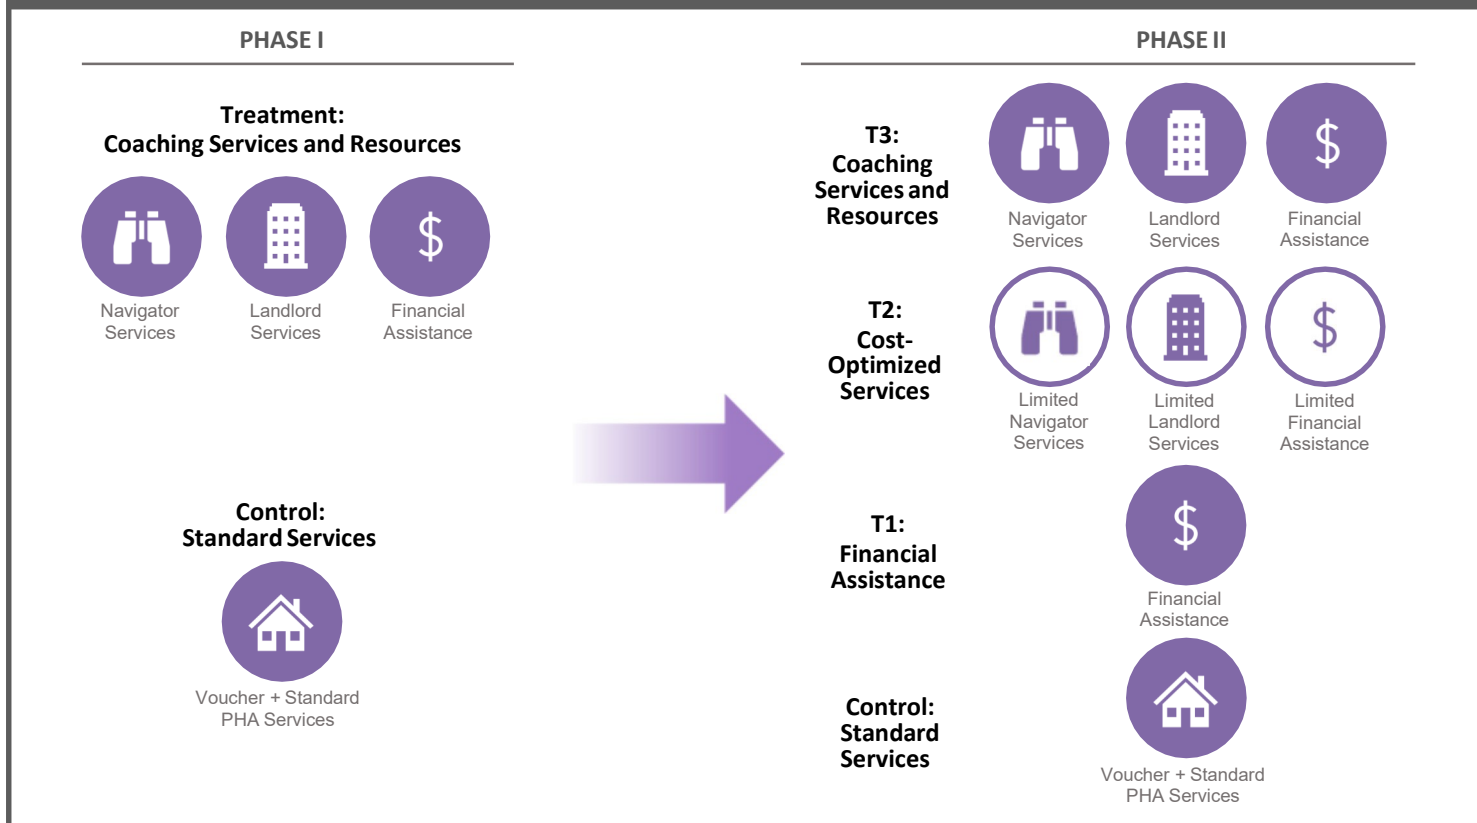 PHASE I
Treatment:
Coaching Services and Resources
$
Navigator
Services
Landlord
Services
Financial
Assistance
Control:
Standard Services
Voucher + Standard
PHA Services
PHASE II
T3:
Coaching
Services and
Resources
$
Navigator
Services
Landlord
Services
Financial
Assistance
T2:
Cost-
Optimized
Services
$
Limited
Navigator
Services
Limited
Landlord
Services
Limited
Financial
Assistance
T1:
Financial
Assistance
$
Financial
Assistance
Control:
Standard
Services
Voucher + Standard
PHA Services